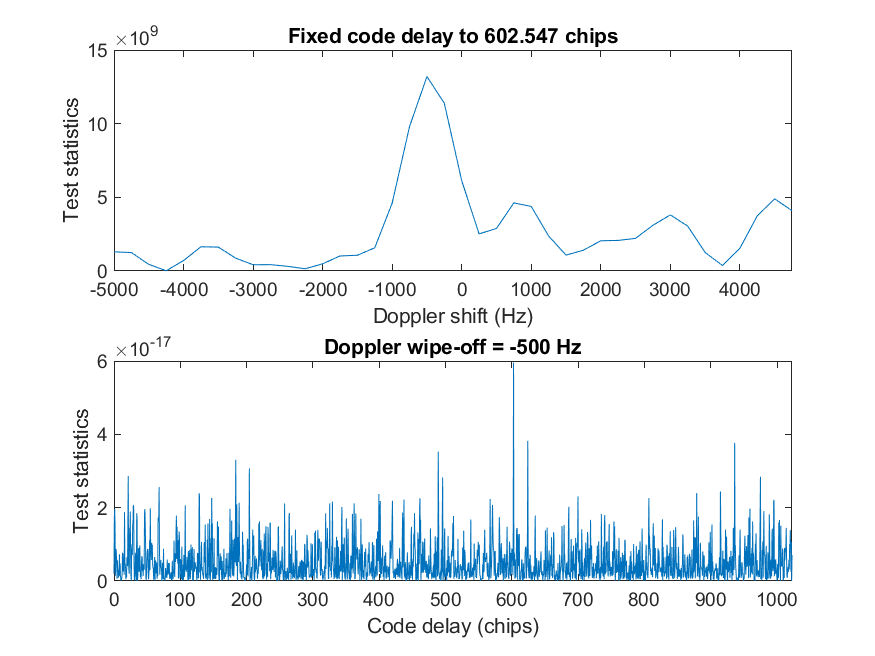 ×10^9
Fixed code delay to 602.547 chips
15
10
5
0
Test statistics
-5000 -4000 -3000 -2000 -1000 0 1000 2000 3000 4000
Doppler shift (Hz)
×10^-17
Doppler wipe-off = -500 Hz
6
4
2
0
Test statistics
0 100 200 300 400 500 600 700 800 900 1000
Code delay (chips)